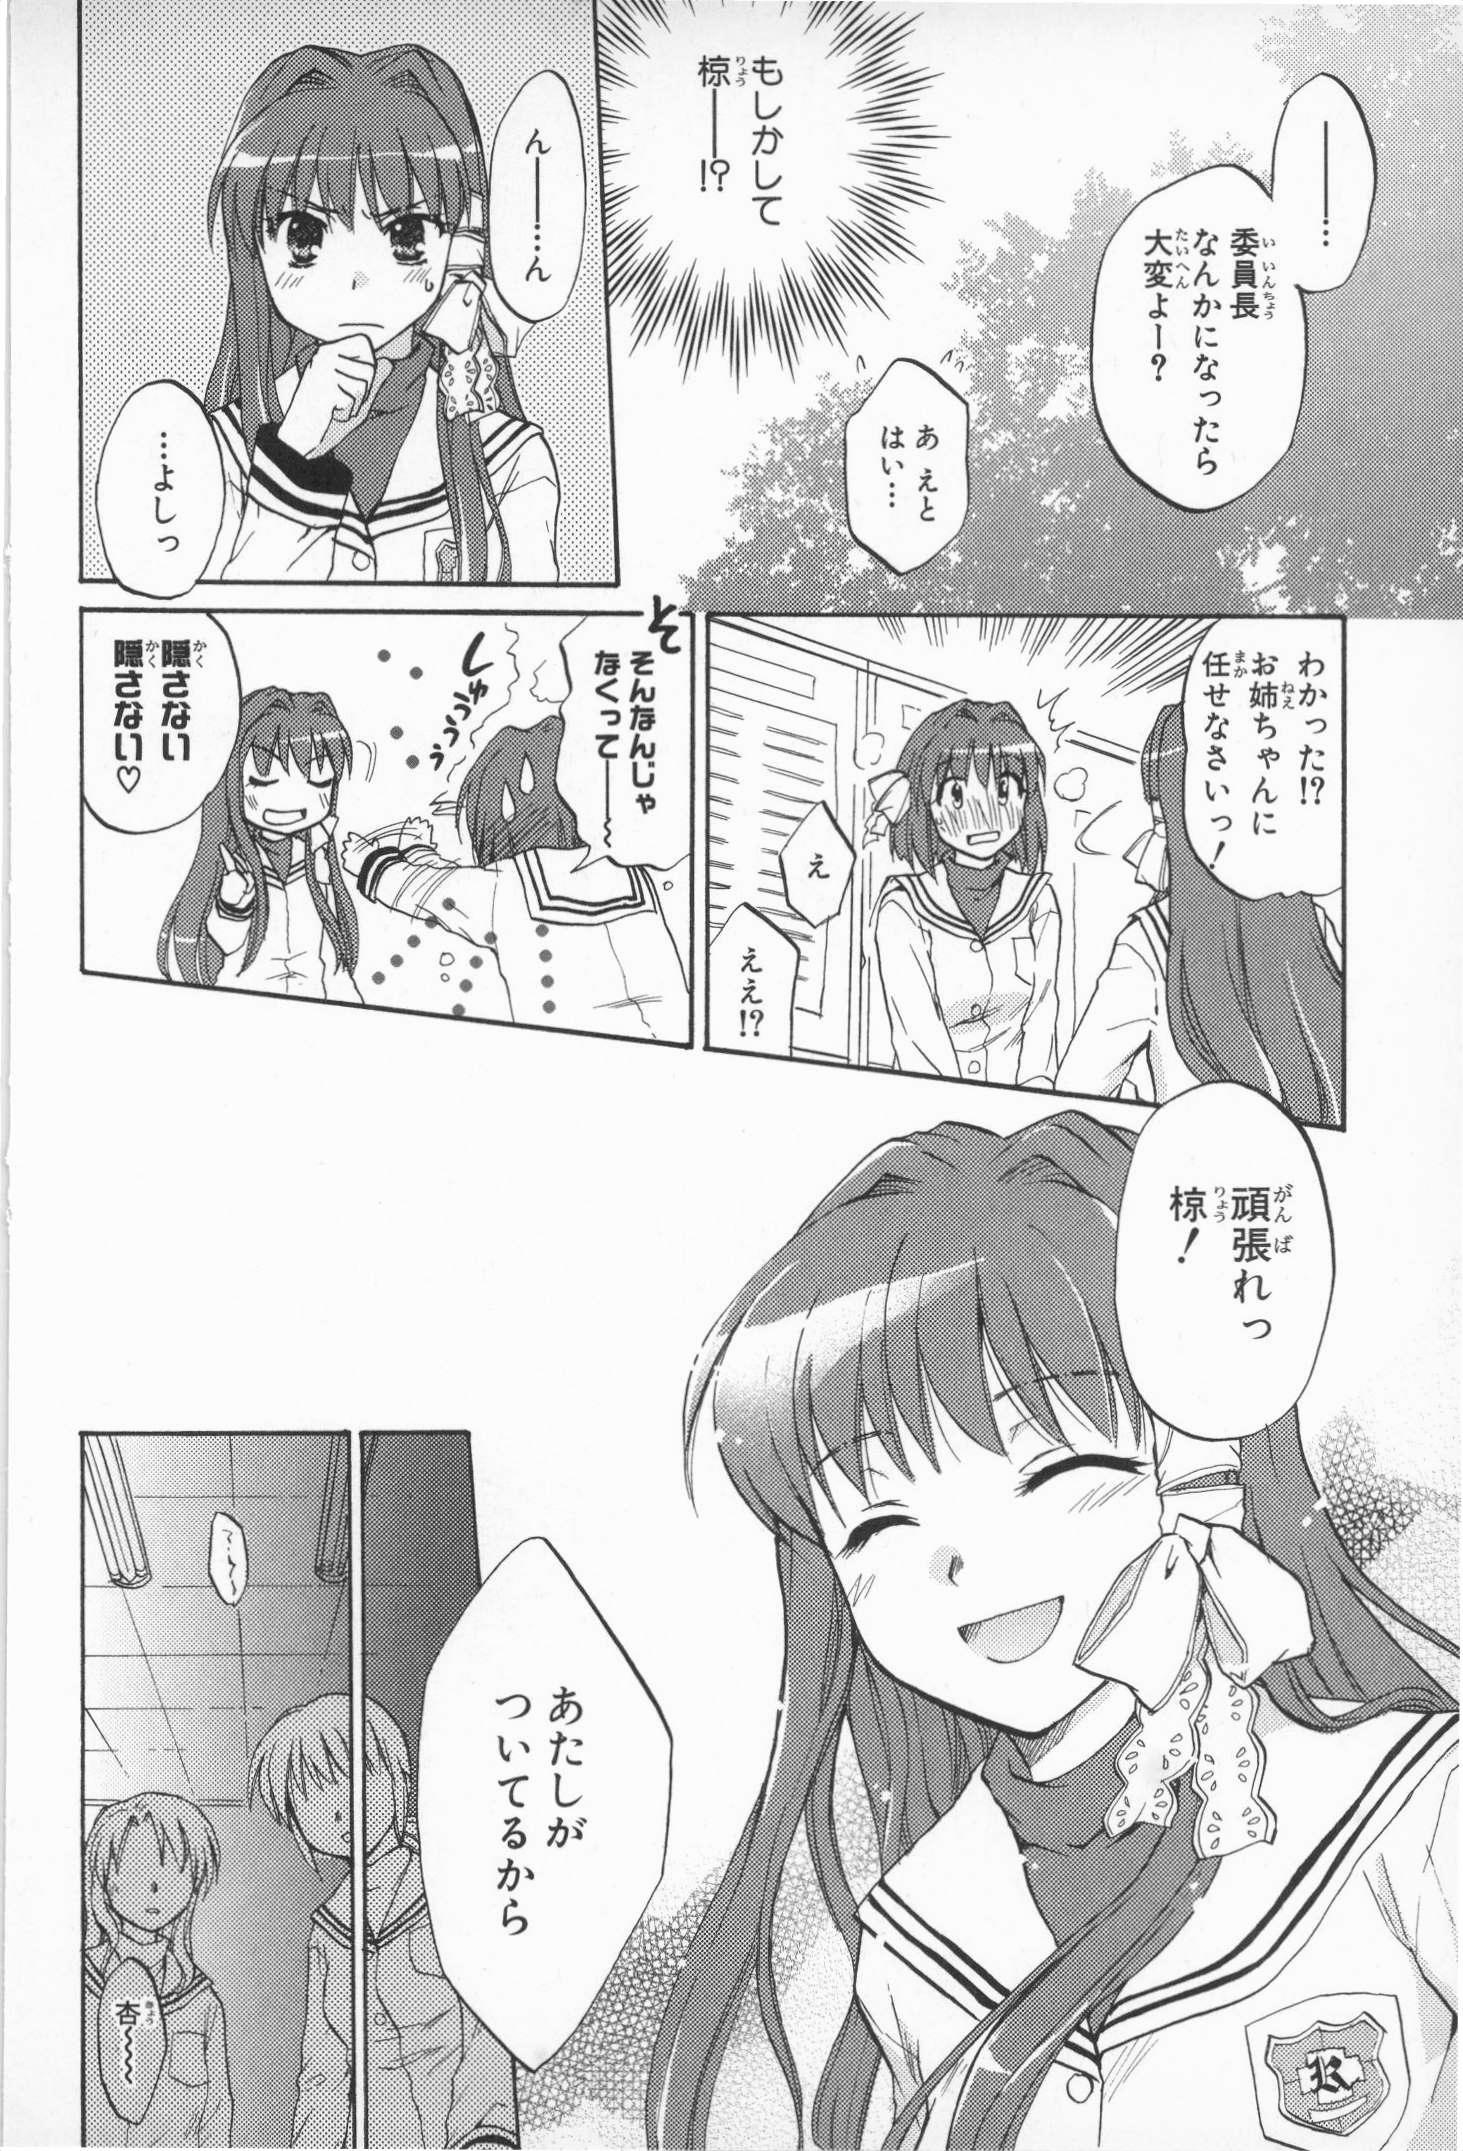 ――…
委員長
なんかになったら
大変よー？
あ えと
はい…
もしかして
椋――!?
ん――…ん
…よしっ
わかった!?
お姉ちゃんに
任せなさいっ！
え
ええ!?
そ
そんなんじゃ
なくって――～
しゅううぅぅ
隠さない
隠さない♡
頑張れっ
椋！
あたしが
ついてるから
杏～～